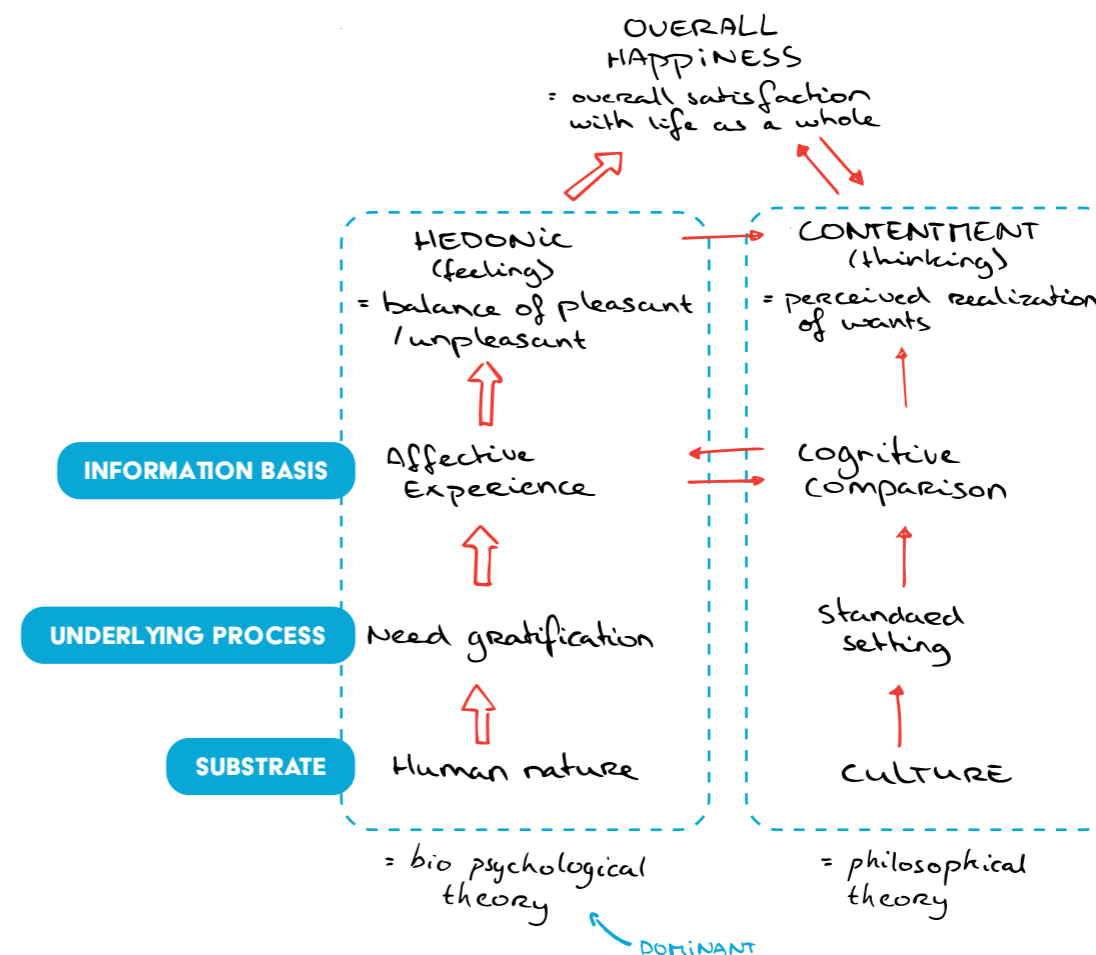 OVERALL
HAPPINESS
= overall satisfaction
with life as a whole
HEDONIC
(feeling)
= balance of pleasant
/unpleasant
CONTENTMENT
(thinking)
= perceived realization
of wants
INFORMATION BASIS
Affective
Experience
Cognitive
Comparison
UNDERLYING PROCESS
Need gratification
Standard
setting
SUBSTRATE
Human nature
CULTURE
= bio psychological
theory
= philosophical
theory
DOMINANT